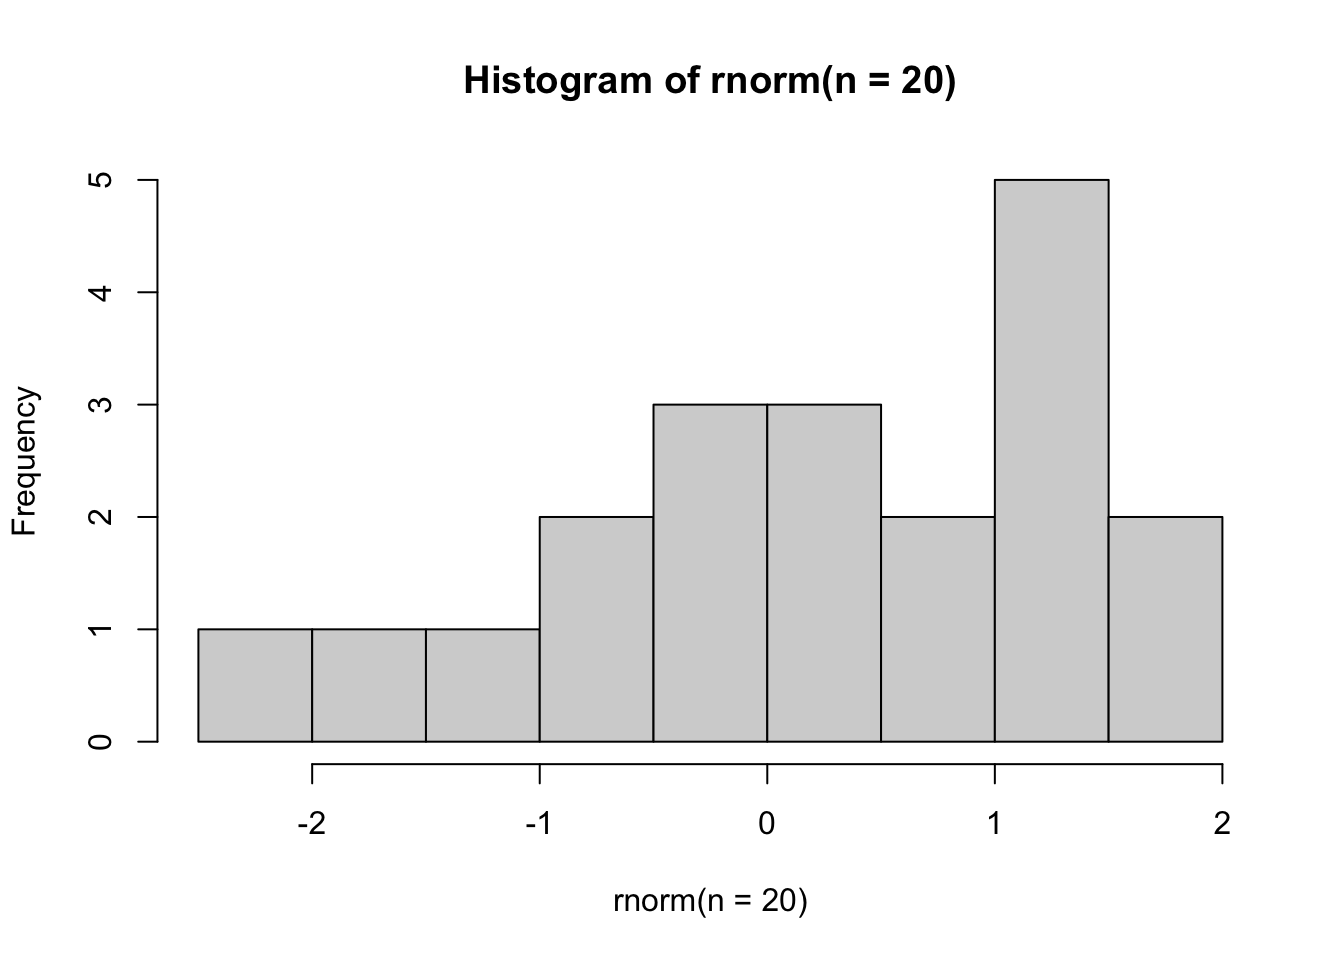 Histogram of rnorm(n = 20)
5
4
3
2
1
0
Frequency
-2 -1 0 1 2
rnorm(n = 20)